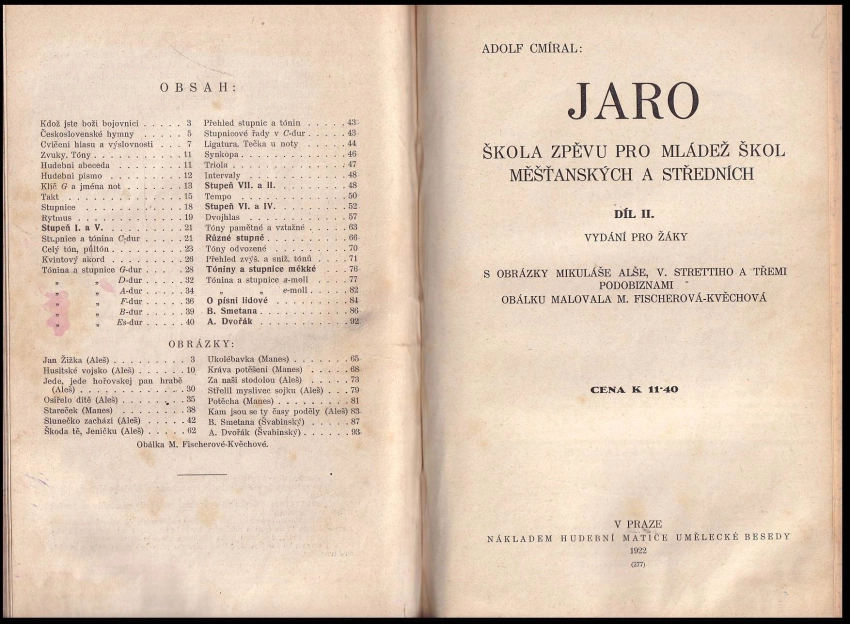 OBSAH:
Kdož jste boži bojovníci . . . . . 3
Československé hymny . . . . . . 5
Cvičení hlasu a výslovnosti . . . . 7
Zvuky, Tóny . . . . . . . . . . . 11
Hudební abeceda . . . . . . . . . 11
Hudební písmo . . . . . . . . . . 12
Klíč G a jména not . . . . . . . . 13
Takt . . . . . . . . . . . . . . . 15
Stupnice . . . . . . . . . . . . . 18
Rytmus . . . . . . . . . . . . . . 19
Stupeň I. a V. . . . . . . . . . . 21
Stupnice a tónina C-dur . . . . . . 21
Celý tón, půltón . . . . . . . . . 23
Kvintový akord . . . . . . . . . . 26
Tónina a stupnice G-dur . . . . . . 28
„ „ D-dur . . . . . . 32
„ „ A-dur . . . . . . 34
„ „ F-dur . . . . . . 36
„ „ B-dur . . . . . . 39
„ „ Es-dur . . . . . . 40
Přehled stupnic a tónin . . . . . . 43
Stupnicové řady v C-dur . . . . . . 43
Ligatura. Tečka u noty . . . . . . 44
Synkopa . . . . . . . . . . . . . 46
Triola . . . . . . . . . . . . . . 47
Intervaly . . . . . . . . . . . . 48
Stupeň VII. a II. . . . . . . . . . 48
Tempo . . . . . . . . . . . . . . 50
Stupeň VI. a IV. . . . . . . . . . 52
Dvojhlas . . . . . . . . . . . . . 57
Tóny pamětné a vztažné . . . . . . 63
Různé stupně . . . . . . . . . . . 66
Tóny odvozené . . . . . . . . . . 70
Přehled zvýš. a sníž. tónů . . . . . 71
Tóniny a stupnice měkké . . . . . 76
Tónina a stupnice a-moll . . . . . . 77
„ „ e-moll . . . . . . 82
O písni lidové . . . . . . . . . . 84
B. Smetana . . . . . . . . . . . . 86
A. Dvořák . . . . . . . . . . . . . 92
OBRÁZKY:
Jan Žižka (Aleš) . . . . . . . . . 3
Husitské vojsko (Aleš) . . . . . . 10
Jede, jede hořovskej pan hrabě
(Aleš) . . . . . . . . . . . . . 30
Osiřelo dítě (Aleš) . . . . . . . . 35
Stareček (Manes) . . . . . . . . . 38
Slunečko zachází (Aleš) . . . . . . 42
Škoda tě, Jeníčku (Aleš) . . . . . . 62
Ukolébavka (Manes) . . . . . . . . 65
Kráva potěšení (Manes) . . . . . . 68
Za naší stodolou (Aleš) . . . . . . 73
Střelil myslivec sojku (Aleš) . . . . 79
Potěcha (Manes) . . . . . . . . . 81
Kam jsou se ty časy poděly (Aleš) 83
B. Smetana (Švabinský) . . . . . . 87
A. Dvořák (Švabinský) . . . . . . . 93
Obálka M. Fischerové-Kvěchové.
ADOLF CMÍRAL:
JARO
ŠKOLA ZPĚVU PRO MLÁDEŽ ŠKOL
MĚŠŤANSKÝCH A STŘEDNÍCH
DÍL II.
VYDÁNÍ PRO ŽÁKY
S OBRÁZKY MIKULÁŠE ALŠE, V. STRETTIHO A TŘEMI
PODOBIZNAMI
OBÁLKU MALOVALA M. FISCHEROVÁ-KVĚCHOVÁ
CENA K 11·40
V PRAZE
NÁKLADEM HUDEBNÍ MATICE UMĚLECKÉ BESEDY
1922
(277)